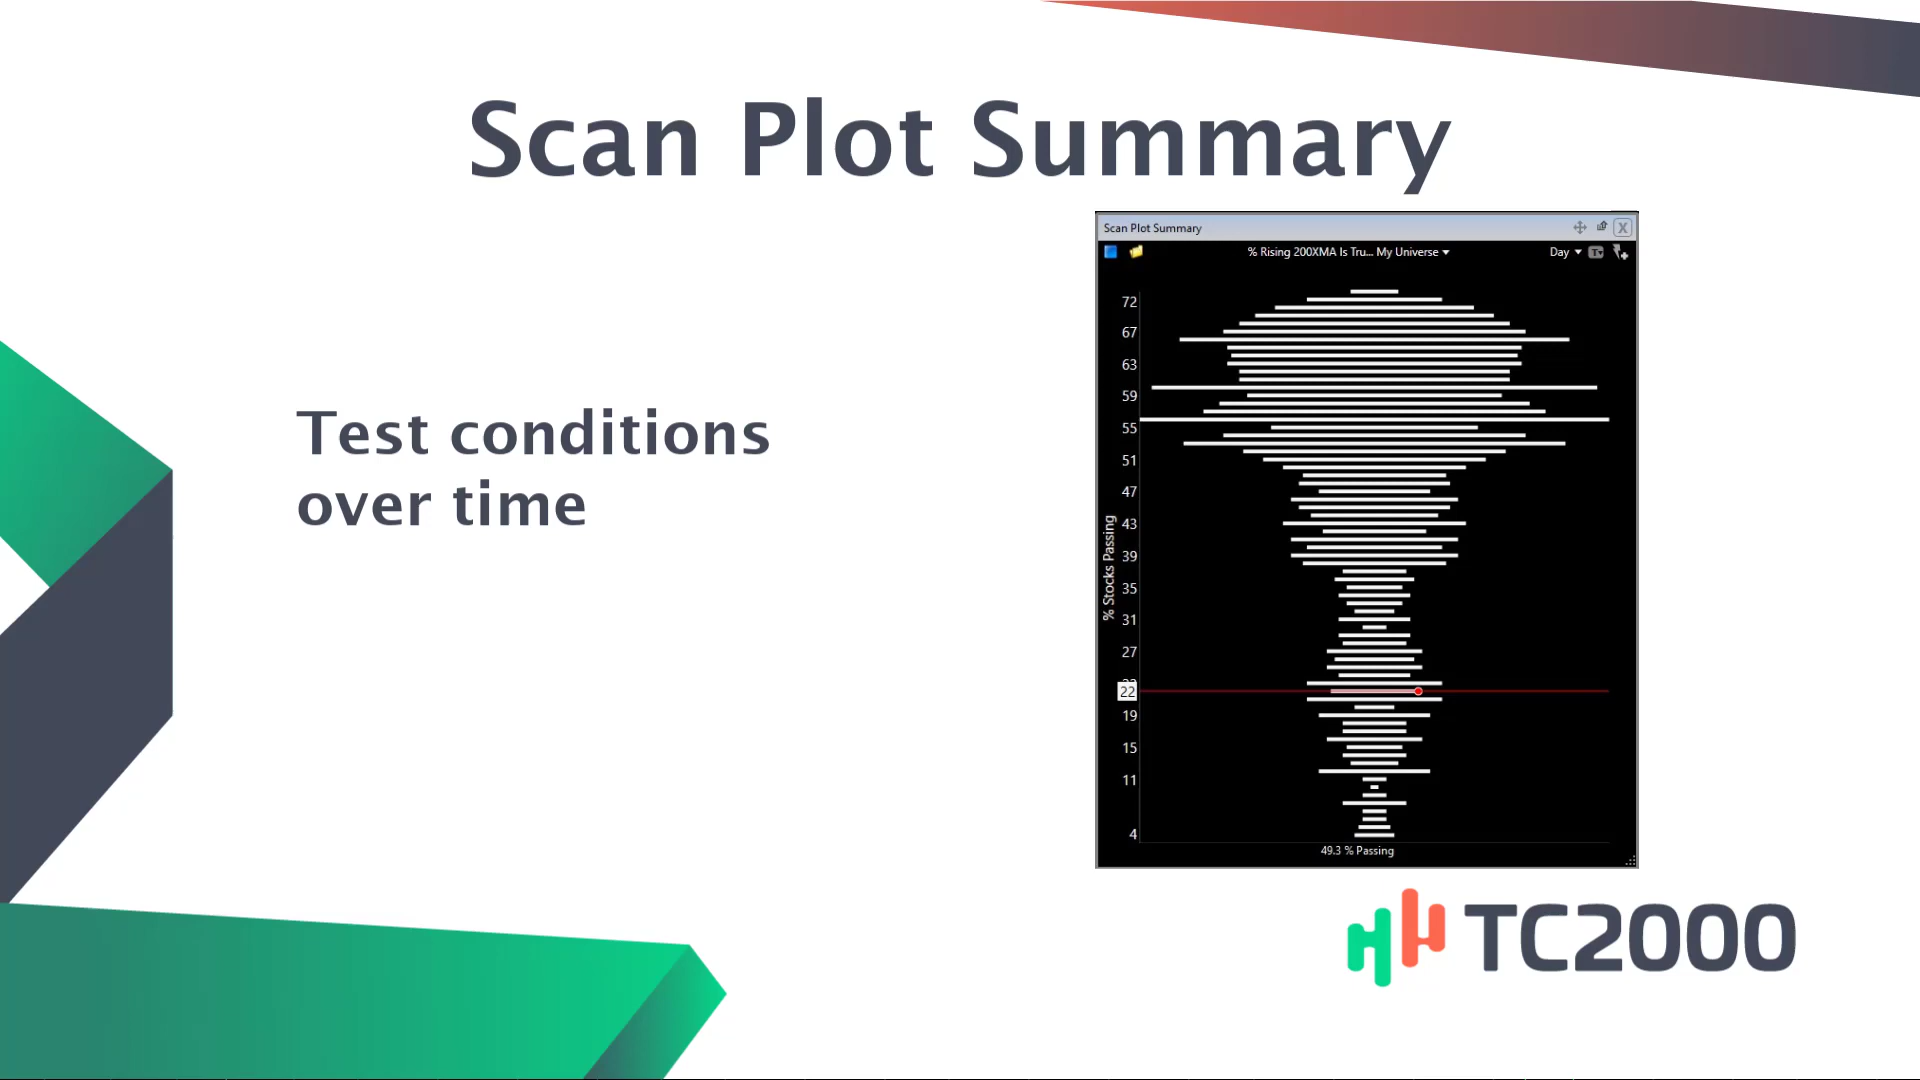 Scan Plot Summary
Test conditions
over time
Scan Plot Summary
% Rising 200XMA Is Tru... My Universe
Day
% Stocks Passing
72
67
63
59
55
51
47
43
39
35
31
27
22
19
15
11
4
49.3 % Passing
TC2000